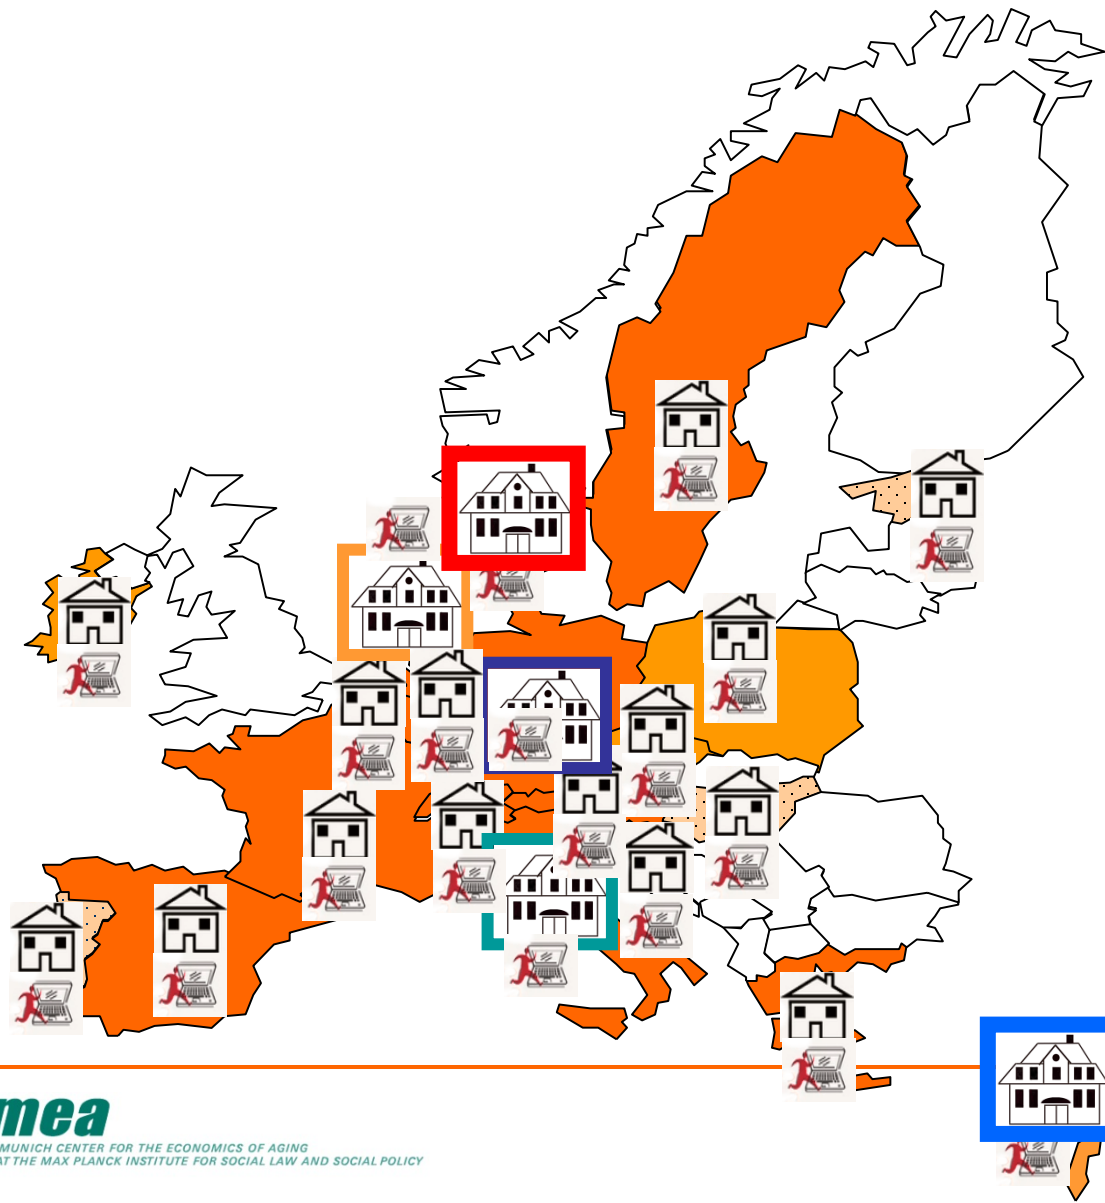 mea
MUNICH CENTER FOR THE ECONOMICS OF AGING
AT THE MAX PLANCK INSTITUTE FOR SOCIAL LAW AND SOCIAL POLICY